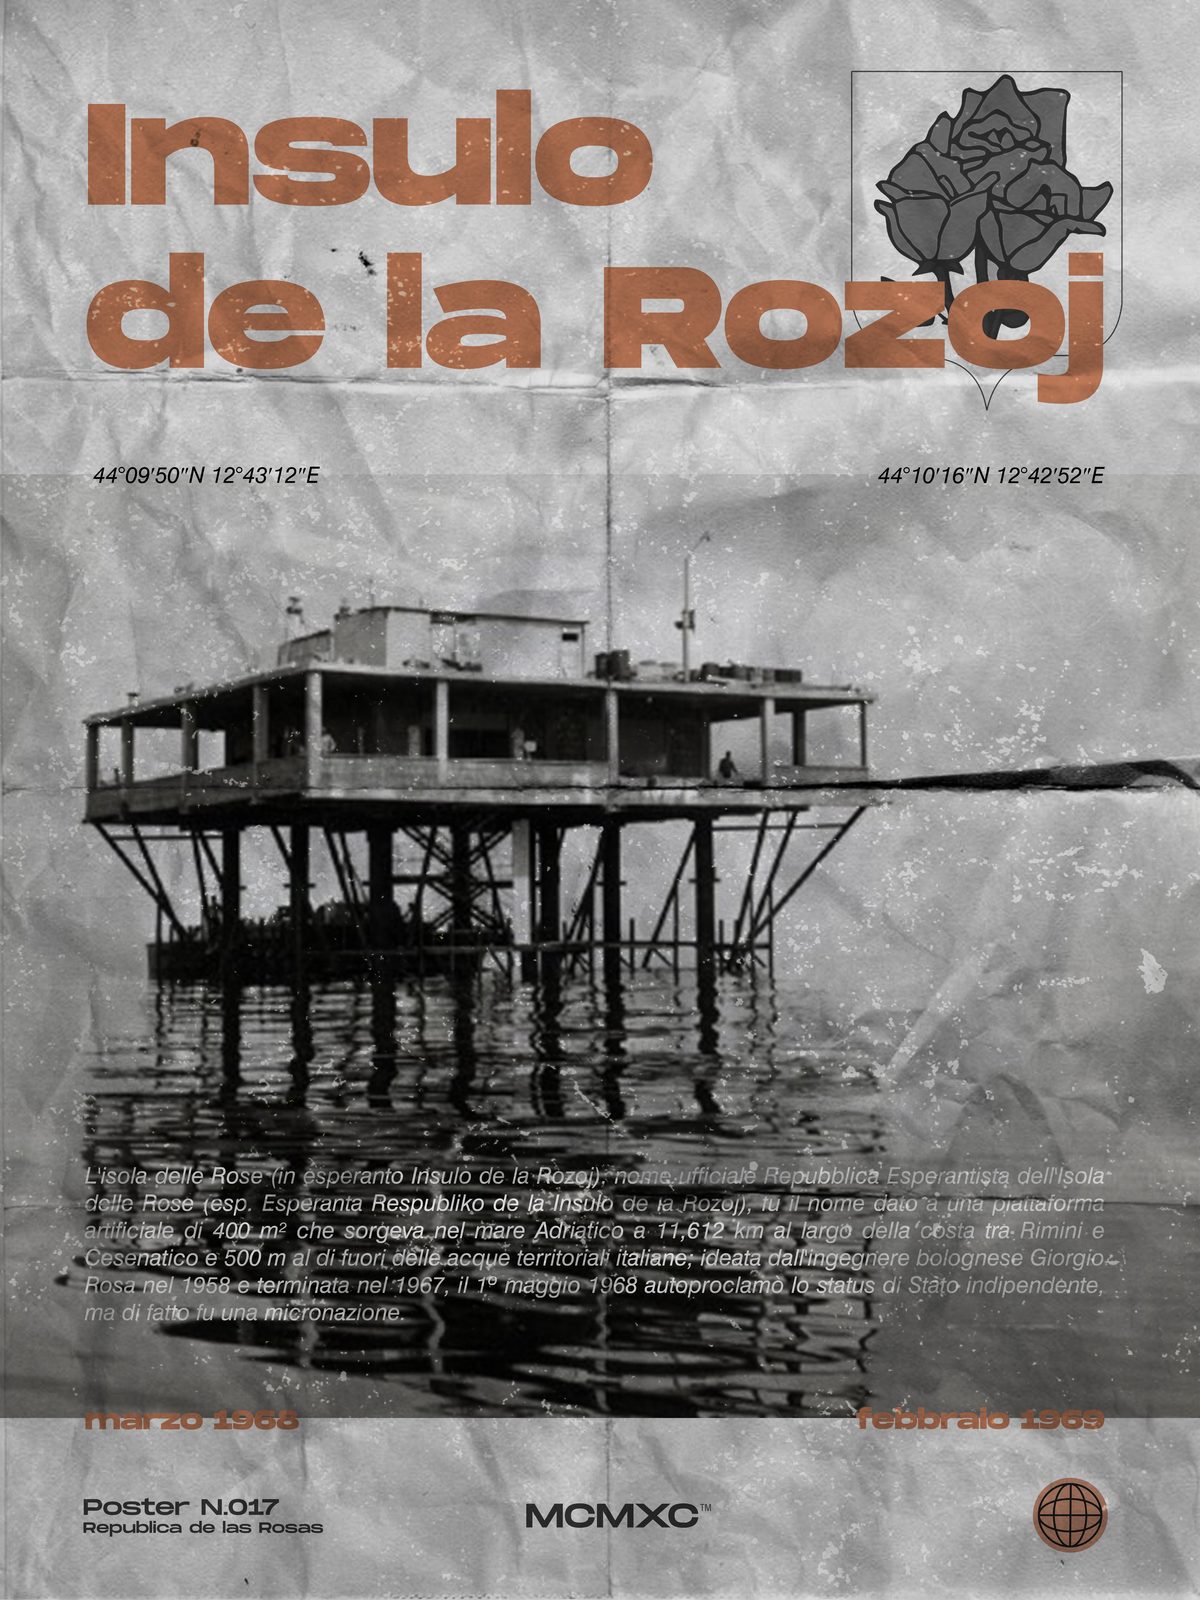 Insulo
de la Rozoj
44°09′50″N 12°43′12″E
44°10′16″N 12°42′52″E
L'isola delle Rose (in esperanto Insulo de la Rozoj), nome ufficiale Repubblica Esperantista dell'Isola
delle Rose (esp. Esperanta Respubliko de la Insulo de la Rozoj), fu il nome dato a una piattaforma
artificiale di 400 m² che sorgeva nel mare Adriatico a 11,612 km al largo della costa tra Rimini e
Cesenatico e 500 m al di fuori delle acque territoriali italiane; ideata dall'ingegnere bolognese Giorgio
Rosa nel 1958 e terminata nel 1967, il 1º maggio 1968 autoproclamò lo status di Stato indipendente,
ma di fatto fu una micronazione.
marzo 1968
febbraio 1969
Poster N.017
Republica de las Rosas
MCMXC™